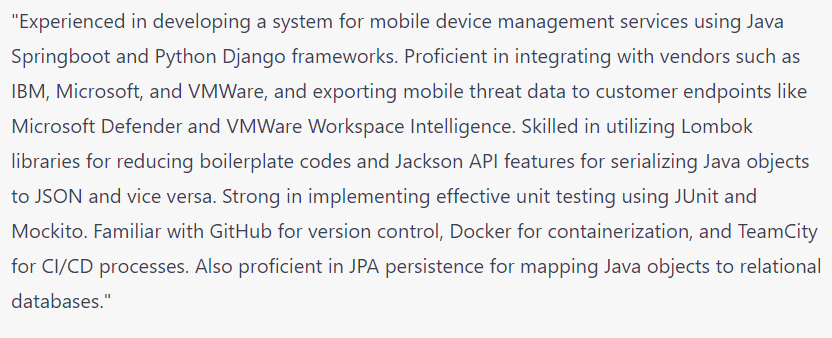 "Experienced in developing a system for mobile device management services using Java
Springboot and Python Django frameworks. Proficient in integrating with vendors such as
IBM, Microsoft, and VMWare, and exporting mobile threat data to customer endpoints like
Microsoft Defender and VMWare Workspace Intelligence. Skilled in utilizing Lombok
libraries for reducing boilerplate codes and Jackson API features for serializing Java objects
to JSON and vice versa. Strong in implementing effective unit testing using JUnit and
Mockito. Familiar with GitHub for version control, Docker for containerization, and TeamCity
for CI/CD processes. Also proficient in JPA persistence for mapping Java objects to relational
databases."